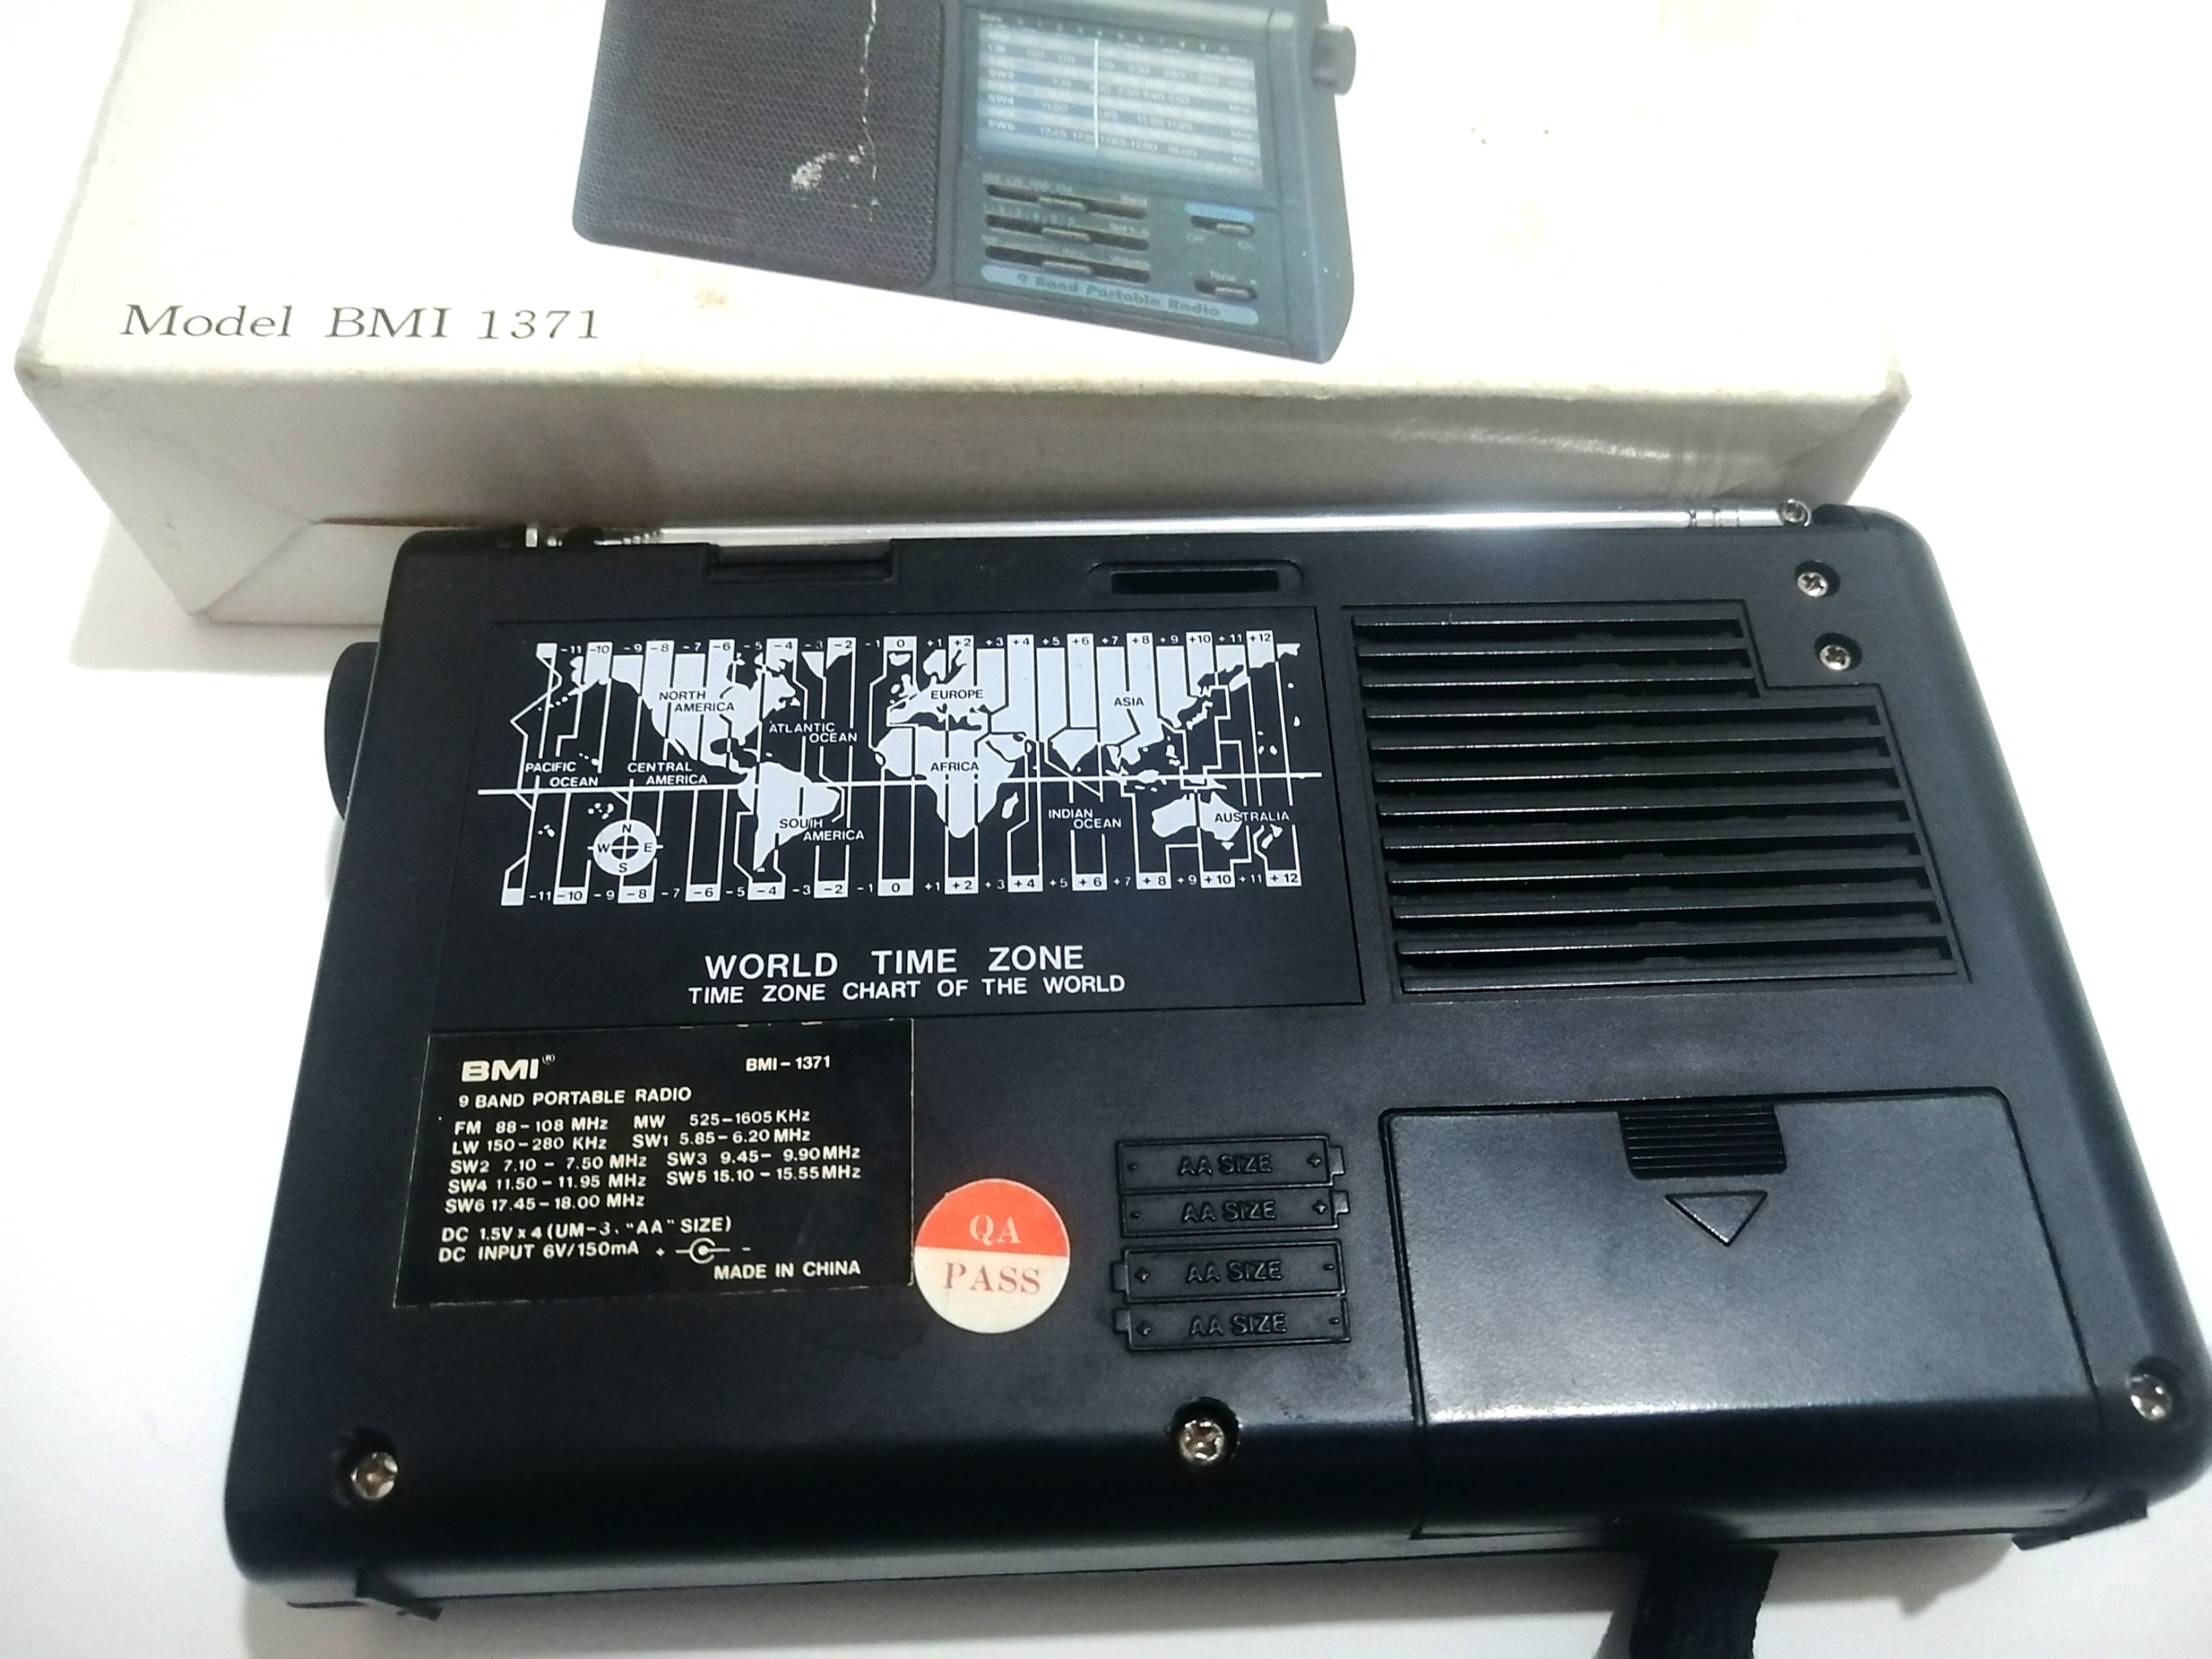 Model BMI 1371
LW
SW4
SW6
Off On
Tone
9 Band Portable Radio
-11 -10 -9 -8 -7 -6 -5 -4 -3 -2 -1 0 +1 +2 +3 +4 +5 +6 +7 +8 +9 +10 +11 +12
NORTH AMERICA
EUROPE
ASIA
ATLANTIC OCEAN
PACIFIC OCEAN
CENTRAL AMERICA
AFRICA
SOUTH AMERICA
INDIAN OCEAN
AUSTRALIA
N
W E
S
-11 -10 -9 -8 -7 -6 -5 -4 -3 -2 -1 0 +1 +2 +3 +4 +5 +6 +7 +8 +9 +10 +11 +12
WORLD TIME ZONE
TIME ZONE CHART OF THE WORLD
BMI (R) BMI-1371
9 BAND PORTABLE RADIO
FM 88-108 MHz MW 525-1605 KHz
LW 150-280 KHz SW1 5.85-6.20 MHz
SW2 7.10 - 7.50 MHz SW3 9.45- 9.90 MHz
SW4 11.50-11.95 MHz SW5 15.10-15.55 MHz
SW6 17.45-18.00 MHz
DC 1.5V x 4 (UM-3, "AA" SIZE)
DC INPUT 6V/150mA + -
MADE IN CHINA
QA
PASS
- AA SIZE +
- AA SIZE +
+ AA SIZE -
+ AA SIZE -